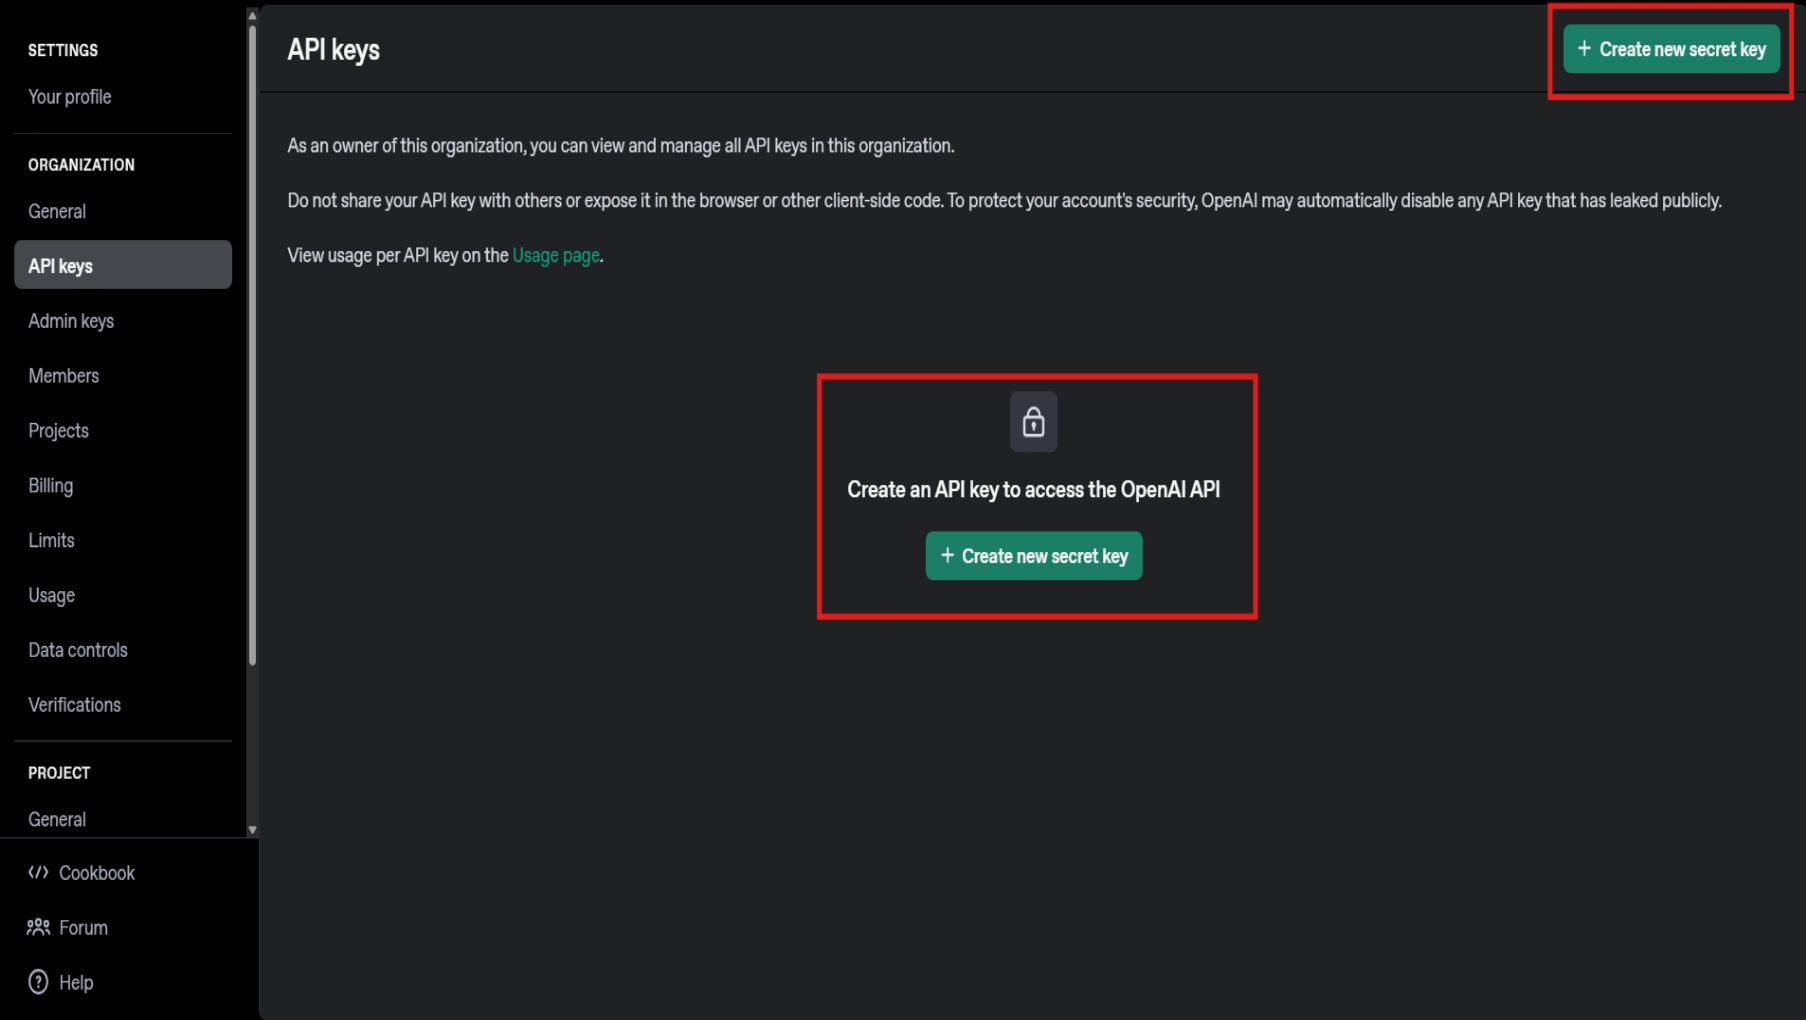 SETTINGS
Your profile
ORGANIZATION
General
API keys
Admin keys
Members
Projects
Billing
Limits
Usage
Data controls
Verifications
PROJECT
General
Cookbook
Forum
Help
API keys
+ Create new secret key
As an owner of this organization, you can view and manage all API keys in this organization.
Do not share your API key with others or expose it in the browser or other client-side code. To protect your account's security, OpenAI may automatically disable any API key that has leaked publicly.
View usage per API key on the Usage page.
Create an API key to access the OpenAI API
+ Create new secret key